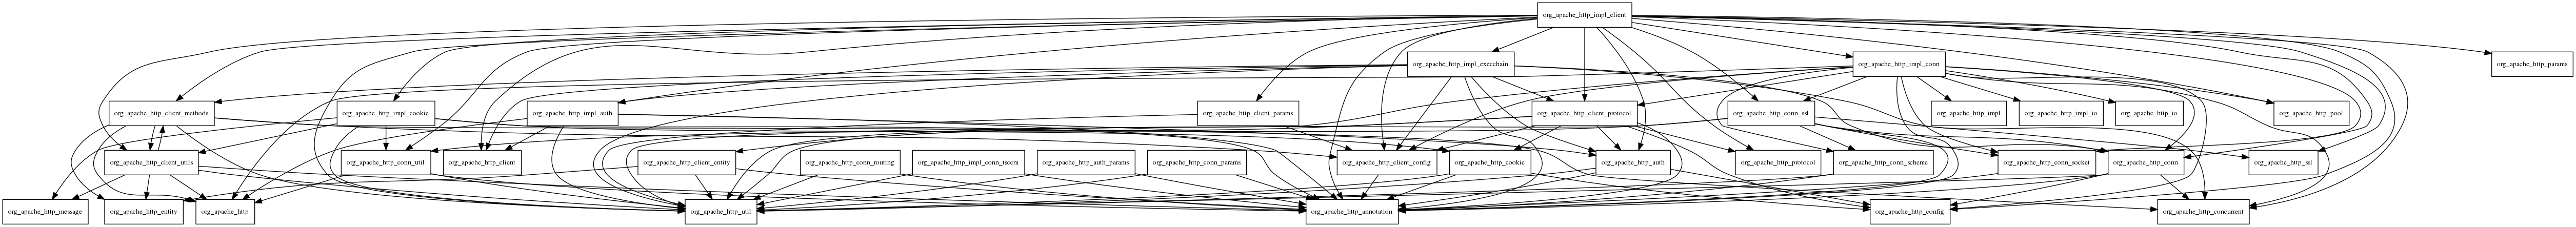 org_apache_http_impl_client
org_apache_http_impl_execchain
org_apache_http_impl_conn
org_apache_http_params
org_apache_http_client_methods
org_apache_http_impl_cookie
org_apache_http_impl_auth
org_apache_http_client_params
org_apache_http_client_protocol
org_apache_http_conn_ssl
org_apache_http_impl
org_apache_http_impl_io
org_apache_http_io
org_apache_http_pool
org_apache_http_client_utils
org_apache_http_conn_util
org_apache_http_client
org_apache_http_client_entity
org_apache_http_conn_routing
org_apache_http_impl_conn_tsccm
org_apache_http_auth_params
org_apache_http_conn_params
org_apache_http_client_config
org_apache_http_cookie
org_apache_http_auth
org_apache_http_protocol
org_apache_http_conn_scheme
org_apache_http_conn_socket
org_apache_http_conn
org_apache_http_ssl
org_apache_http_message
org_apache_http_entity
org_apache_http
org_apache_http_util
org_apache_http_annotation
org_apache_http_config
org_apache_http_concurrent